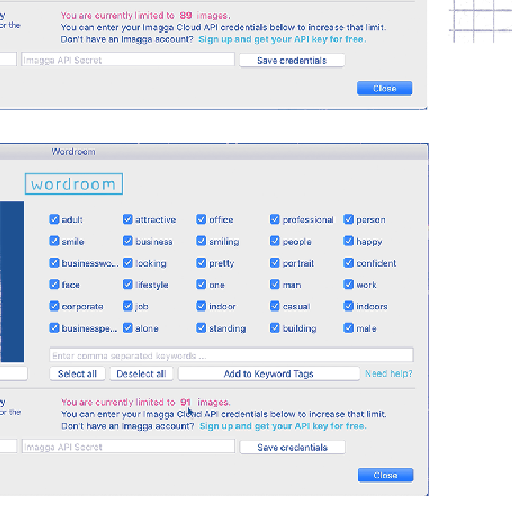 y You are currently limited to 89 images.
or the You can enter your Imagga Cloud API credentials below to increase that limit.
Don't have an Imagga account? Sign up and get your API key for free.
Imagga API Secret Save credentials
Close
Wordroom
wordroom
adult attractive office professional person
smile business smiling people happy
businesswo... looking pretty portrait confident
face lifestyle one man work
corporate job indoor casual indoors
businesspe... alone standing building male
Enter comma separated keywords ...
Select all Deselect all Add to Keyword Tags Need help?
y You are currently limited to 91 images.
or the You can enter your Imagga Cloud API credentials below to increase that limit.
Don't have an Imagga account? Sign up and get your API key for free.
Imagga API Secret Save credentials
Close